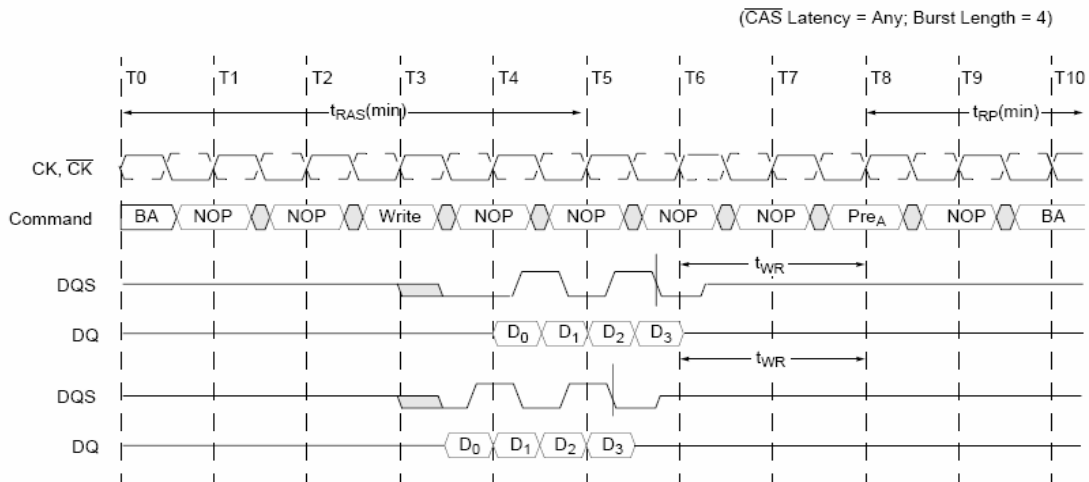 (CAS Latency = Any; Burst Length = 4)
T0 T1 T2 T3 T4 T5 T6 T7 T8 T9 T10
tRAS(min) tRP(min)
CK, CK
Command BA NOP NOP Write NOP NOP NOP NOP PreA NOP BA
tWR
DQS
DQ D0 D1 D2 D3
tWR
DQS
DQ D0 D1 D2 D3